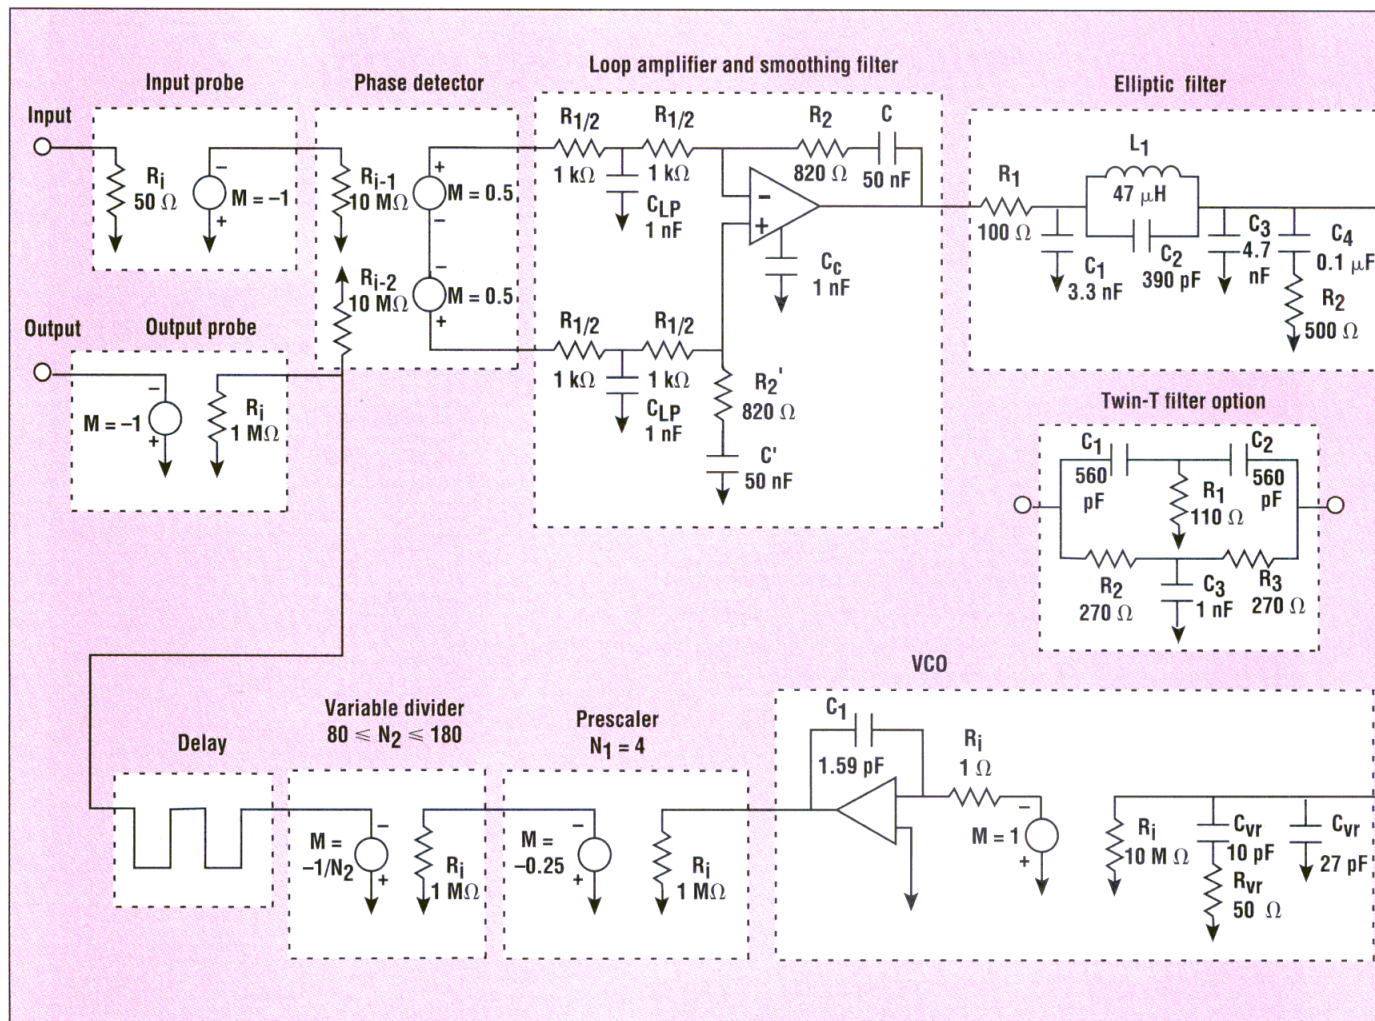 Input probe
Phase detector
Loop amplifier and smoothing filter
Elliptic filter
Input
Ri
50 Ω
−
M = −1
+
Ri-1
10 MΩ
+
M = 0.5
−
Ri-2
10 MΩ
−
M = 0.5
+
R1/2
1 kΩ
R1/2
1 kΩ
CLP
1 nF
R2
820 Ω
C
50 nF
−
+
Cc
1 nF
R1/2
1 kΩ
R1/2
1 kΩ
CLP
1 nF
R2'
820 Ω
C'
50 nF
R1
100 Ω
C1
3.3 nF
L1
47 μH
C2
390 pF
C3
4.7
nF
C4
0.1 μF
R2
500 Ω
Output
Output probe
−
M = −1
+
Ri
1 MΩ
Twin-T filter option
C1
560
pF
C2
560
pF
R1
110 Ω
R2
270 Ω
C3
1 nF
R3
270 Ω
VCO
Delay
Variable divider
80 ≤ N2 ≤ 180
M =
−1/N2
−
+
Ri
1 MΩ
Prescaler
N1 = 4
M =
−0.25
−
+
Ri
1 MΩ
C1
1.59 pF
Ri
1 Ω
−
M = 1
+
Ri
10 M Ω
Cvr
10 pF
Rvr
50 Ω
Cvr
27 pF